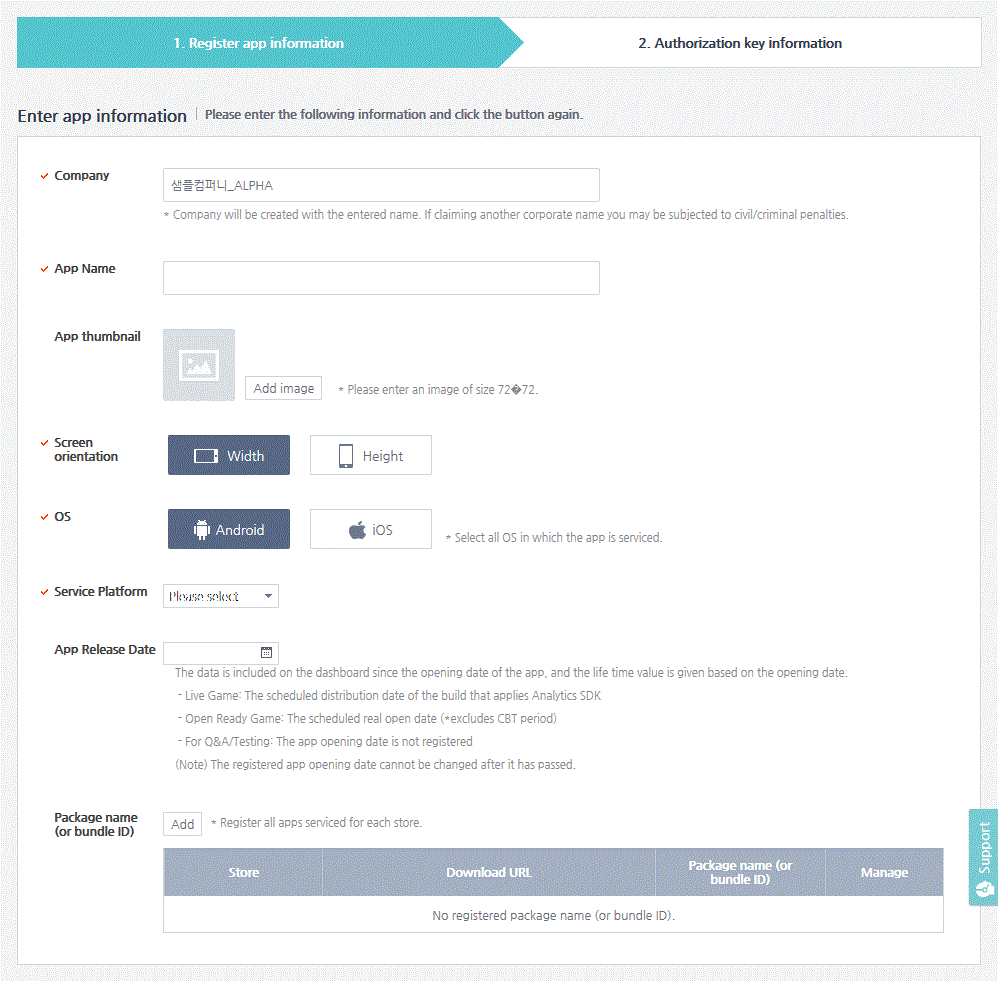 1. Register app information
2. Authorization key information
Enter app information
Please enter the following information and click the button again.
Company
샘플컴퍼니_ALPHA
* Company will be created with the entered name. If claiming another corporate name you may be subjected to civil/criminal penalties.
App Name
App thumbnail
Add image
* Please enter an image of size 72�72.
Screen
orientation
Width
Height
OS
Android
iOS
* Select all OS in which the app is serviced.
Service Platform
Please select
App Release Date
The data is included on the dashboard since the opening date of the app, and the life time value is given based on the opening date.
- Live Game: The scheduled distribution date of the build that applies Analytics SDK
- Open Ready Game: The scheduled real open date (*excludes CBT period)
- For Q&A/Testing: The app opening date is not registered
(Note) The registered app opening date cannot be changed after it has passed.
Package name
(or bundle ID)
Add
* Register all apps serviced for each store.
Store
Download URL
Package name (or
bundle ID)
Manage
No registered package name (or bundle ID).
Support